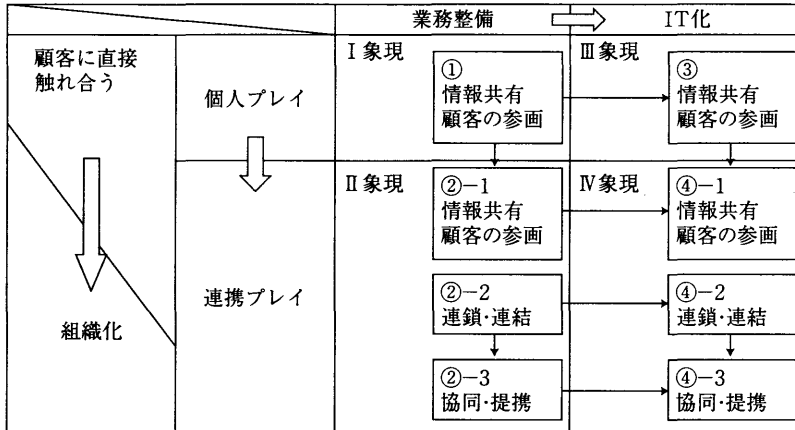 業務整備
IT化
顧客に直接
触れ合う
個人プレイ
Ⅰ象現
①
情報共有
顧客の参画
Ⅲ象現
③
情報共有
顧客の参画
組織化
連携プレイ
Ⅱ象現
②−1
情報共有
顧客の参画
Ⅳ象現
④−1
情報共有
顧客の参画
②−2
連鎖・連結
④−2
連鎖・連結
②−3
協同・提携
④−3
協同・提携